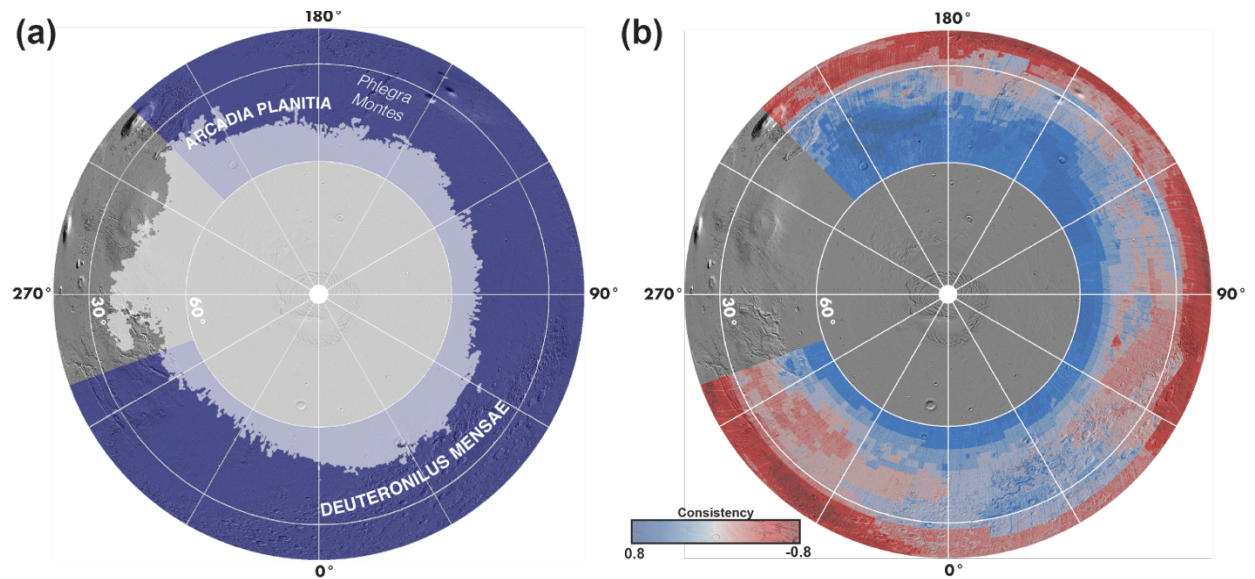 (a)
180°
Phlegra
Montes
ARCADIA PLANITIA
270°
30°
60°
90°
DEUTERONILUS MENSAE
0°
(b)
180°
270°
30°
60°
90°
Consistency
0.8
-0.8
0°